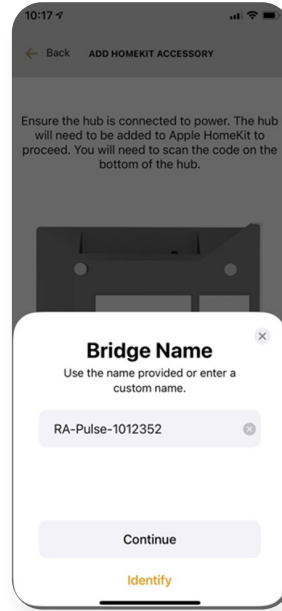 10:17
Back ADD HOMEKIT ACCESSORY
Ensure the hub is connected to power. The hub
will need to be added to Apple HomeKit to
proceed. You will need to scan the code on the
bottom of the hub.
Bridge Name
Use the name provided or enter a
custom name.
RA-Pulse-1012352
Continue
Identify